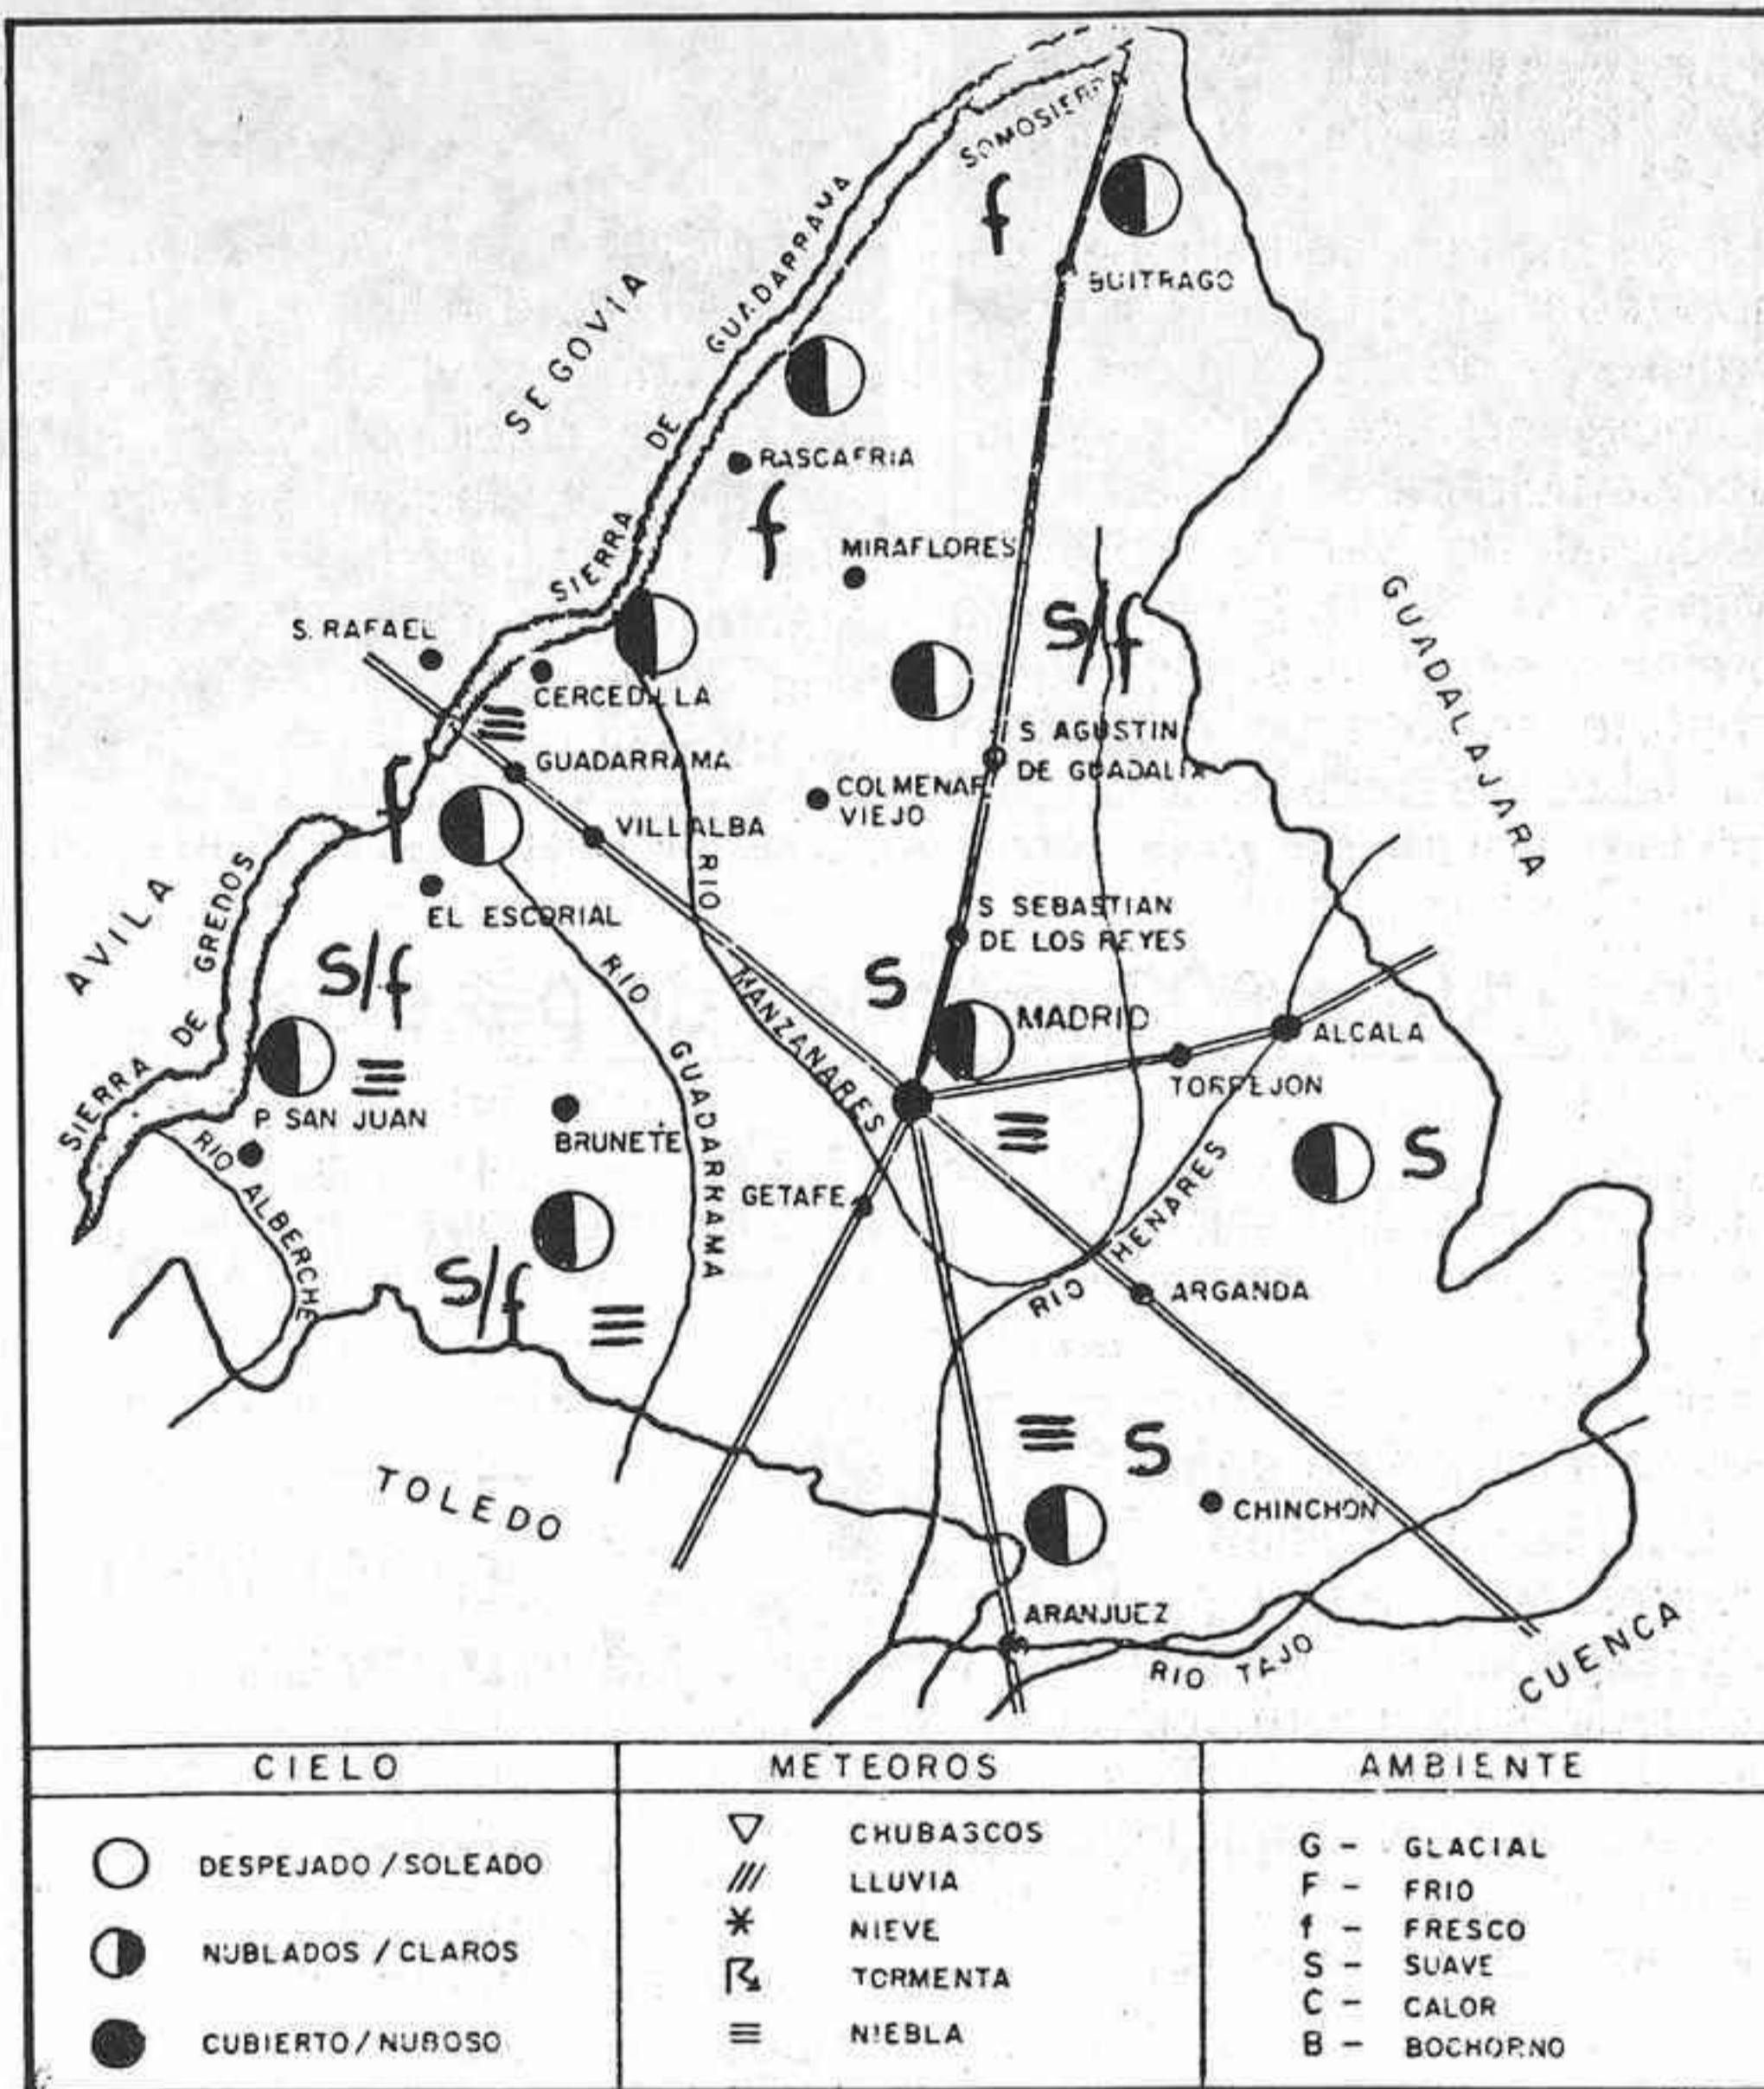 SOMOSIERRA
f
BUITRAGO
SEGOVIA
SIERRA DE GUADARRAMA
RASCAFRIA
f
MIRAFLORES
S/f
S. RAFAEL
CERCEDILLA
GUADARRAMA
VILLALBA
COLMENAR
VIEJO
S AGUSTIN
DE GUADALIX
GUADALAJARA
f
EL ESCORIAL
AVILA
SIERRA DE GREDOS
S/f
RIO MANZANARES
RIO GUADARRAMA
S SEBASTIAN
DE LOS REYES
S
MADRID
ALCALA
TORREJON
P. SAN JUAN
RIO ALBERCHE
BRUNETE
GETAFE
S
RIO HENARES
ARGANDA
S/f
TOLEDO
S
CHINCHON
ARANJUEZ
RIO TAJO
CUENCA
CIELO
DESPEJADO / SOLEADO
NUBLADOS / CLAROS
CUBIERTO / NUBOSO
METEOROS
CHUBASCOS
LLUVIA
NIEVE
TORMENTA
NIEBLA
AMBIENTE
G - GLACIAL
F - FRIO
f - FRESCO
S - SUAVE
C - CALOR
B - BOCHORNO